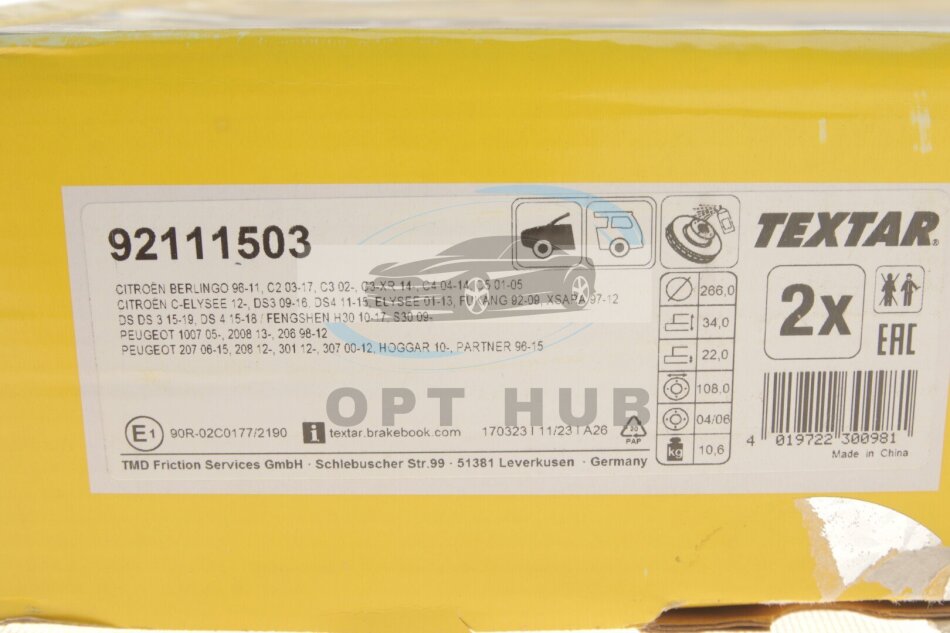 92111503
TEXTAR®
CITROËN BERLINGO 96-11, C2 03-17, C3 02-, C3-XR 14-, C4 04-14, C5 01-05
CITROËN C-ELYSEE 12-, DS3 09-16, DS4 11-15, ELYSEE 01-13, FUKANG 92-09, XSARA 97-12
DS DS 3 15-19, DS 4 15-18 / FENGSHEN H30 10-17, S30 09-
PEUGEOT 1007 05-, 2008 13-, 206 98-12
PEUGEOT 207 06-15, 208 12-, 301 12-, 307 00-12, HOGGAR 10-, PARTNER 96-15
266,0
34,0
22,0
108,0
04/06
kg 10,6
2x
EAC
OPT HUB
E1 90R-02C0177/2190 i textar.brakebook.com 170323 | 11/23 | A26
20
PAP
TMD Friction Services GmbH · Schlebuscher Str.99 · 51381 Leverkusen · Germany
4 019722 300981
Made in China